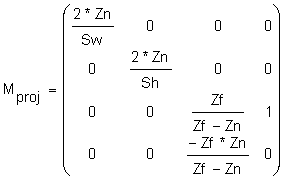 2 * Zn
Sw 0 0 0
0 2 * Zn
Sh 0 0
M proj = 0 0 Zf
Zf - Zn 1
0 0 - Zf * Zn
Zf - Zn 0